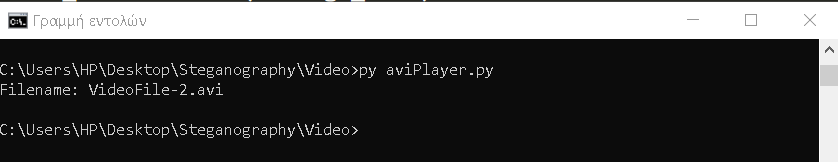 Γραμμή εντολών
C:\Users\HP\Desktop\Steganography\Video>py aviPlayer.py
Filename: VideoFile-2.avi
C:\Users\HP\Desktop\Steganography\Video>